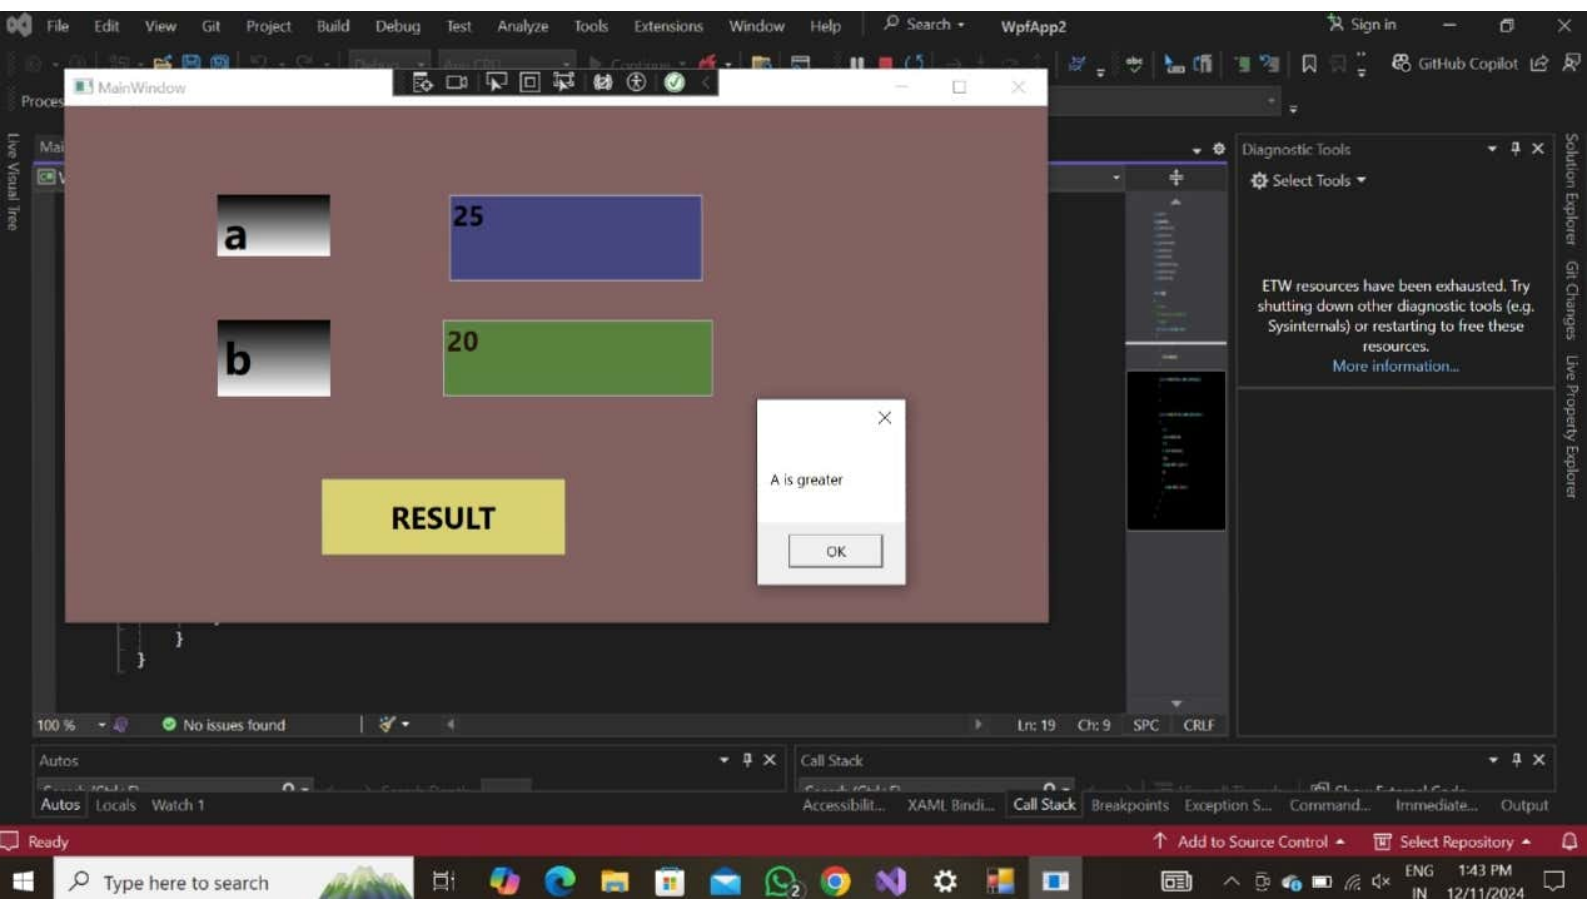 File Edit View Git Project Build Debug Test Analyze Tools Extensions Window Help Search WpfApp2 Sign in
GitHub Copilot
MainWindow
Proces
Live Visual Tree
Mai
a
25
b
20
RESULT
A is greater
OK
}
}
Diagnostic Tools
Select Tools
ETW resources have been exhausted. Try
shutting down other diagnostic tools (e.g.
Sysinternals) or restarting to free these
resources.
More information...
Solution Explorer Git Changes Live Property Explorer
100 % No issues found Ln: 19 Ch: 9 SPC CRLF
Autos
Autos Locals Watch 1
Call Stack
Accessibilit... XAML Bindi... Call Stack Breakpoints Exception S... Command... Immediate... Output
Ready Add to Source Control Select Repository
Type here to search
2
ENG 1:43 PM
IN 12/11/2024